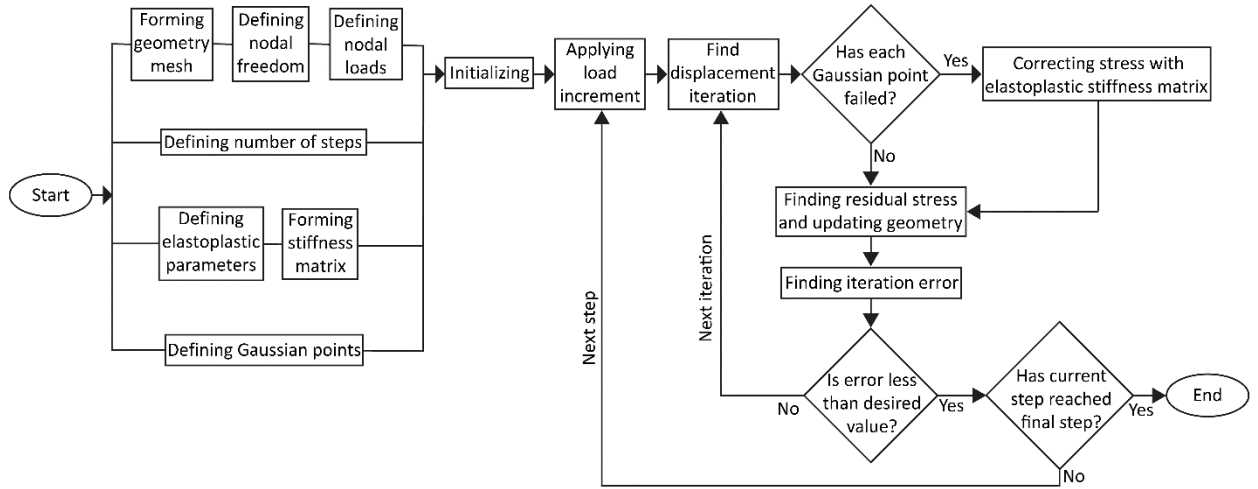 Start
Forming
geometry
mesh
Defining
nodal
freedom
Defining
nodal
loads
Defining number of steps
Defining
elastoplastic
parameters
Forming
stiffness
matrix
Defining Gaussian points
Initializing
Applying
load
increment
Find
displacement
iteration
Has each
Gaussian point
failed?
Yes
Correcting stress with
elastoplastic stiffness matrix
No
Finding residual stress
and updating geometry
Finding iteration error
Is error less
than desired
value?
No
Next iteration
Yes
Has current
step reached
final step?
No
Next step
Yes
End